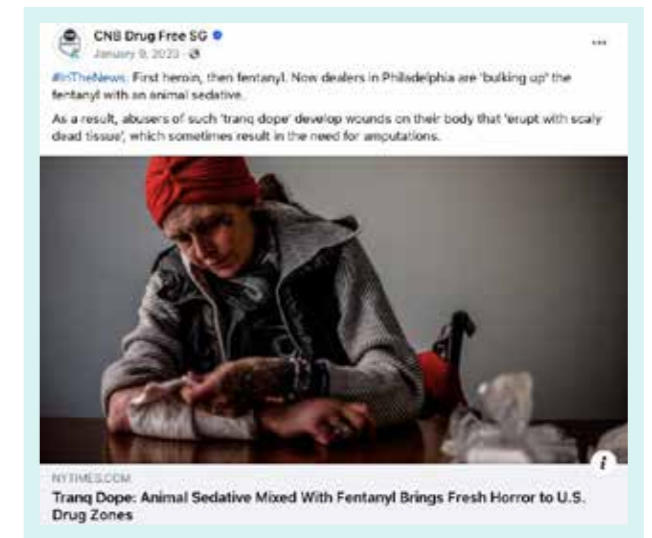 CNB Drug Free SG
January 9, 2023
#InTheNews: First heroin, then fentanyl. Now dealers in Philadelphia are 'bulking up' the
fentanyl with an animal sedative.
As a result, abusers of such 'tranq dope' develop wounds on their body that 'erupt with scaly
dead tissue', which sometimes result in the need for amputations.
i
NYTIMES.COM
Tranq Dope: Animal Sedative Mixed With Fentanyl Brings Fresh Horror to U.S.
Drug Zones